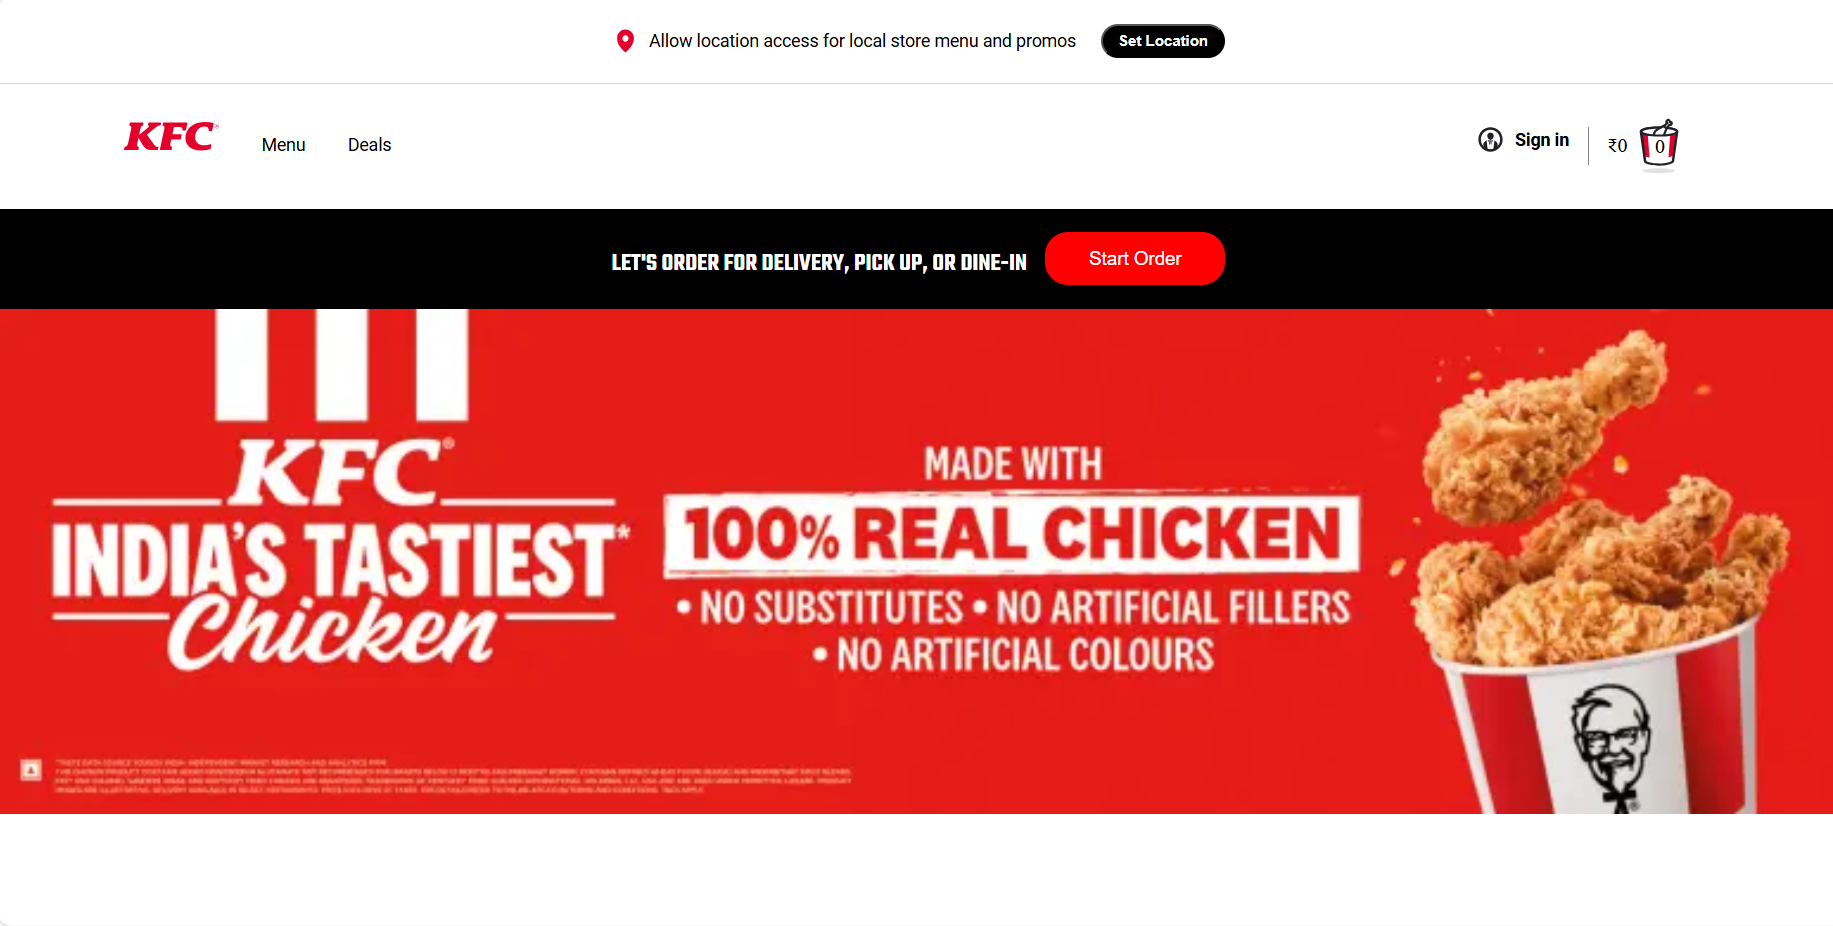 Allow location access for local store menu and promos Set Location
KFC Menu Deals Sign in ₹0 0
LET'S ORDER FOR DELIVERY, PICK UP, OR DINE-IN Start Order
KFC®
INDIA'S TASTIEST*
Chicken
MADE WITH
100% REAL CHICKEN
• NO SUBSTITUTES • NO ARTIFICIAL FILLERS
• NO ARTIFICIAL COLOURS